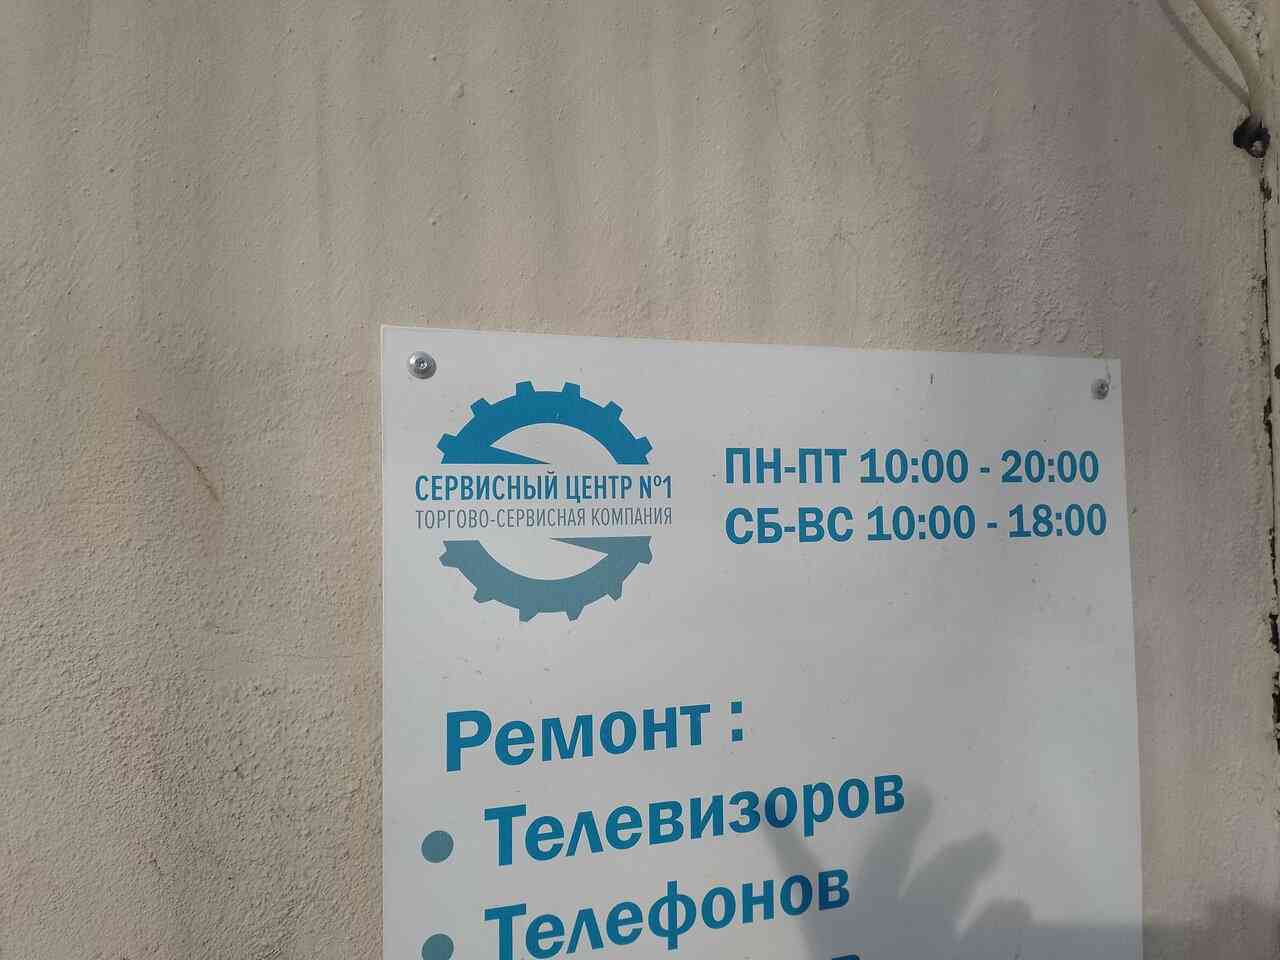 СЕРВИСНЫЙ ЦЕНТР №1
ТОРГОВО-СЕРВИСНАЯ КОМПАНИЯ
ПН-ПТ 10:00 - 20:00
СБ-ВС 10:00 - 18:00
Ремонт :
• Телевизоров
• Телефонов